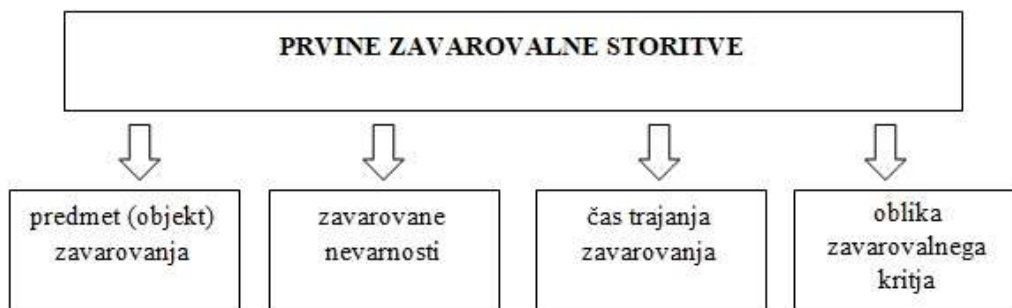 PRVINE ZAVAROVALNE STORITVE
predmet (objekt)
zavarovanja
zavarovane
nevarnosti
čas trajanja
zavarovanja
oblika
zavarovalnega
kritja